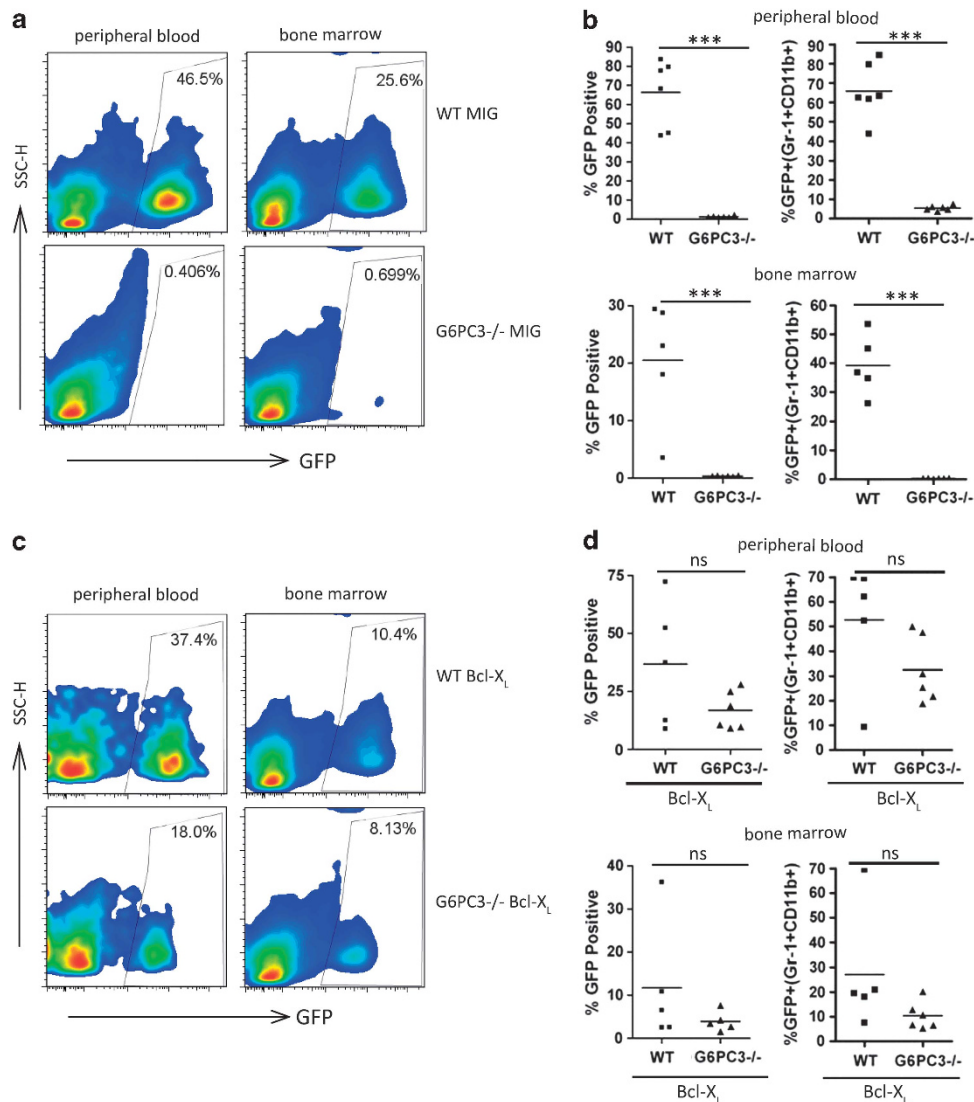 a
peripheral blood
bone marrow
46.5%
25.6%
WT MIG
0.406%
0.699%
G6PC3-/- MIG
SSC-H
GFP
b
peripheral blood
***
% GFP Positive
90
80
70
60
50
40
30
20
10
0
WT G6PC3-/-
***
%GFP+(Gr-1+CD11b+)
90
80
70
60
50
40
30
20
10
0
WT G6PC3-/-
bone marrow
***
% GFP Positive
30
20
10
0
WT G6PC3-/-
***
%GFP+(Gr-1+CD11b+)
60
50
40
30
20
10
0
WT G6PC3-/-
c
peripheral blood
bone marrow
37.4%
10.4%
WT Bcl-XL
18.0%
8.13%
G6PC3-/- Bcl-XL
SSC-H
GFP
d
peripheral blood
ns
% GFP Positive
75
50
25
0
WT G6PC3-/-
Bcl-XL
ns
%GFP+(Gr-1+CD11b+)
70
60
50
40
30
20
10
0
WT G6PC3-/-
Bcl-XL
bone marrow
ns
% GFP Positive
40
30
20
10
0
WT G6PC3-/-
Bcl-XL
ns
%GFP+(Gr-1+CD11b+)
70
60
50
40
30
20
10
0
WT G6PC3-/-
Bcl-XL